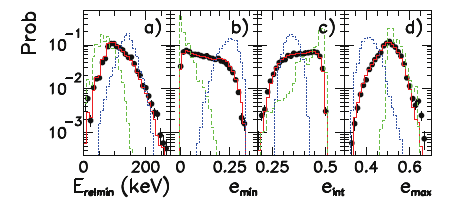 Prob
a) b) c) d)
10⁻¹
10⁻²
10⁻³
0 200 0 0.25 0.25 0.5 0.4 0.6
E_relmin (keV) e_min e_int e_max